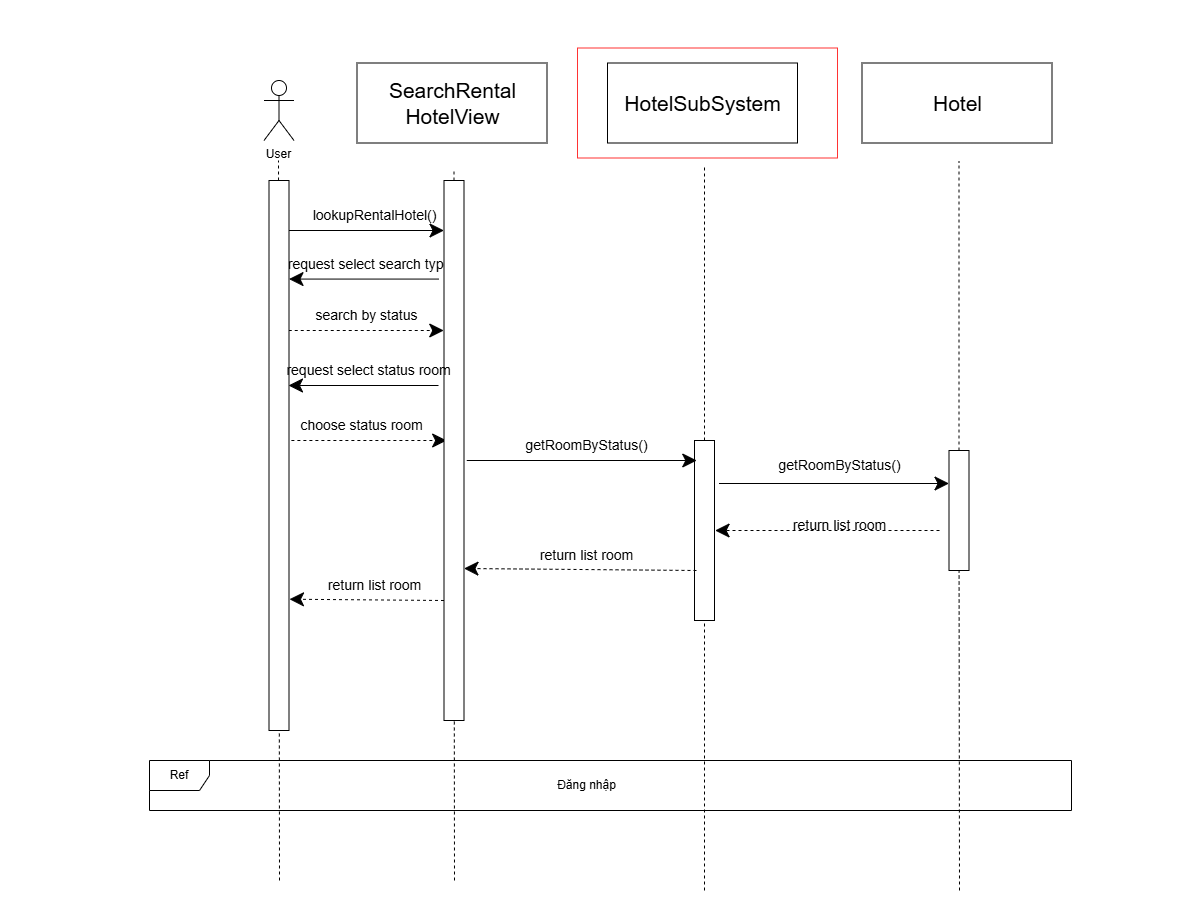 SearchRental
HotelView
HotelSubSystem
Hotel
User
lookupRentalHotel()
request select search typ
search by status
request select status room
choose status room
getRoomByStatus()
getRoomByStatus()
return list room
return list room
return list room
Ref
Đăng nhập